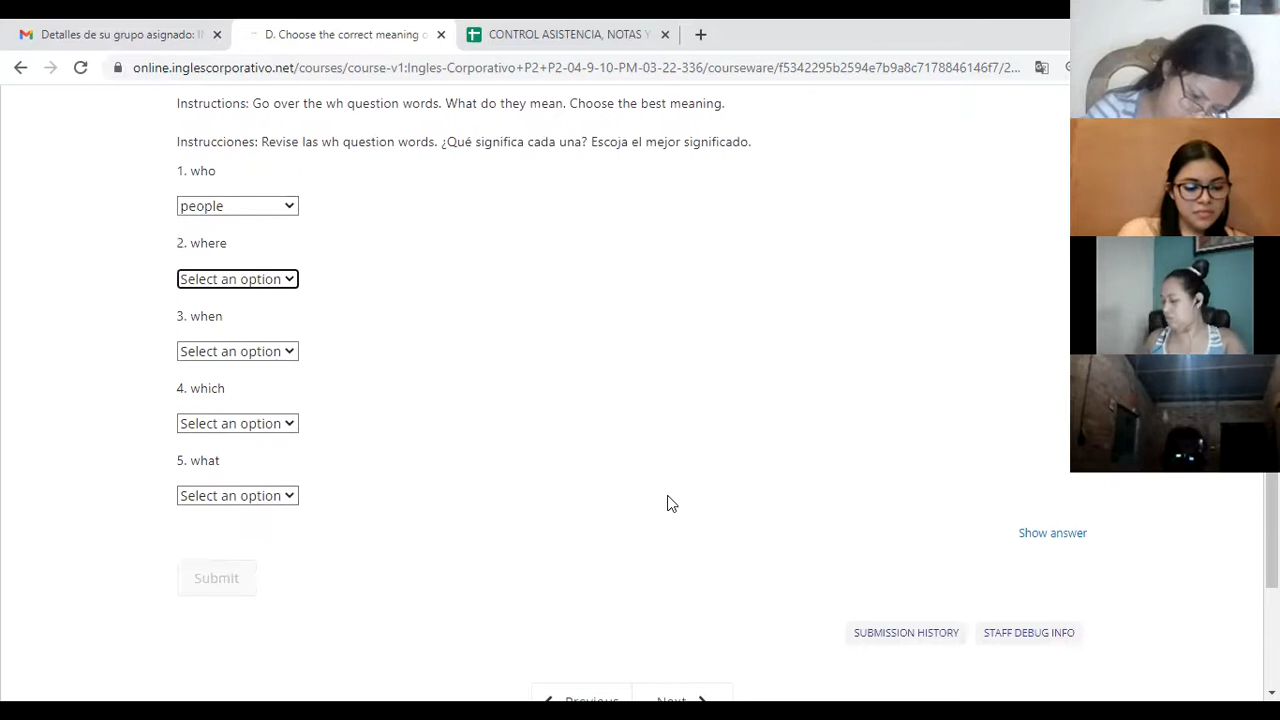 Detalles de su grupo asignado: I
D. Choose the correct meaning o
CONTROL ASISTENCIA, NOTAS Y
online.inglescorporativo.net/courses/course-v1:Ingles-Corporativo+P2+P2-04-9-10-PM-03-22-336/courseware/f5342295b2594e7b9a8c7178846146f7/2...
Instructions: Go over the wh question words. What do they mean. Choose the best meaning.
Instrucciones: Revise las wh question words. ¿Qué significa cada una? Escoja el mejor significado.
1. who
people
2. where
Select an option
3. when
Select an option
4. which
Select an option
5. what
Select an option
Show answer
Submit
SUBMISSION HISTORY
STAFF DEBUG INFO
Previous
Next